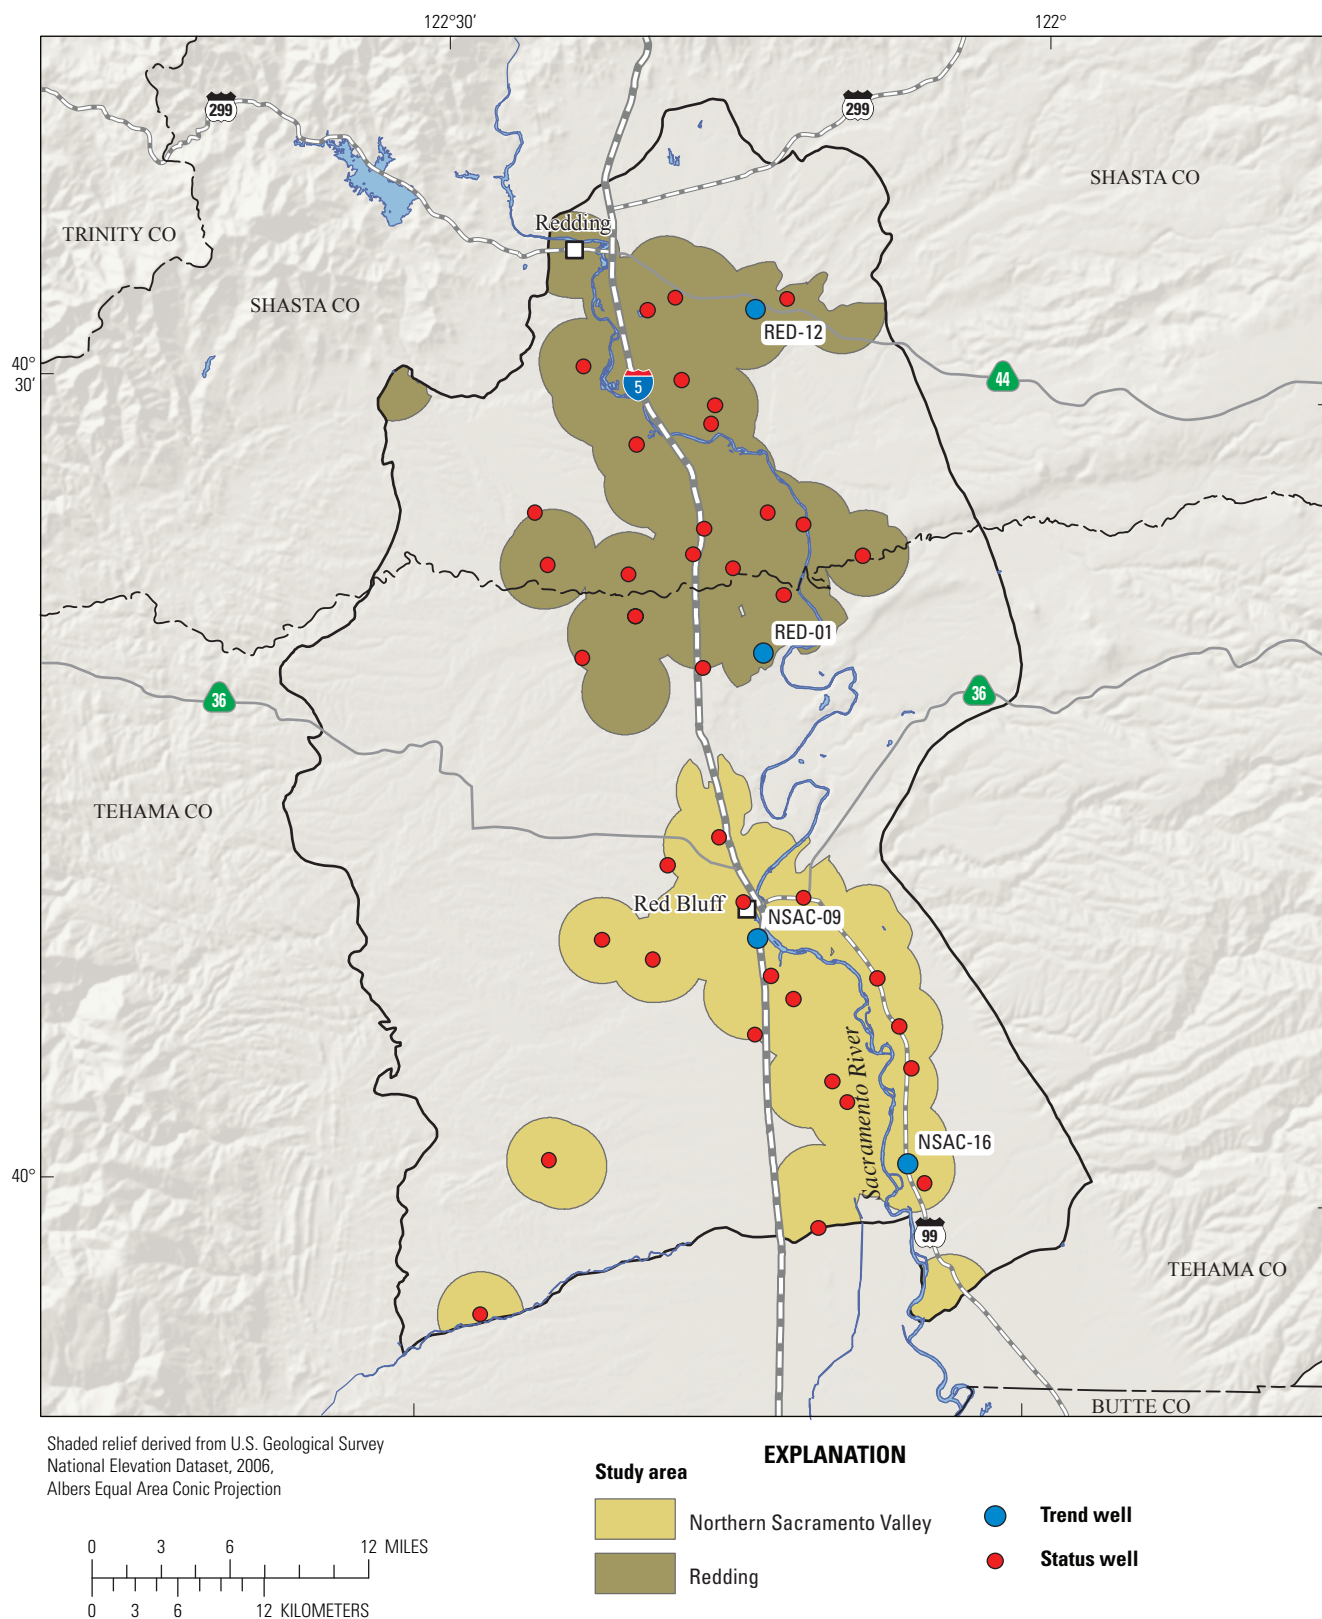 122°30′
122°
299
299
SHASTA CO
Redding
TRINITY CO
SHASTA CO
RED-12
40°
30′
5
44
RED-01
36
36
TEHAMA CO
Red Bluff
NSAC-09
Sacramento River
NSAC-16
40°
99
TEHAMA CO
BUTTE CO
Shaded relief derived from U.S. Geological Survey
National Elevation Dataset, 2006,
Albers Equal Area Conic Projection
0 3 6 12 MILES
0 3 6 12 KILOMETERS
EXPLANATION
Study area
Northern Sacramento Valley
Redding
Trend well
Status well